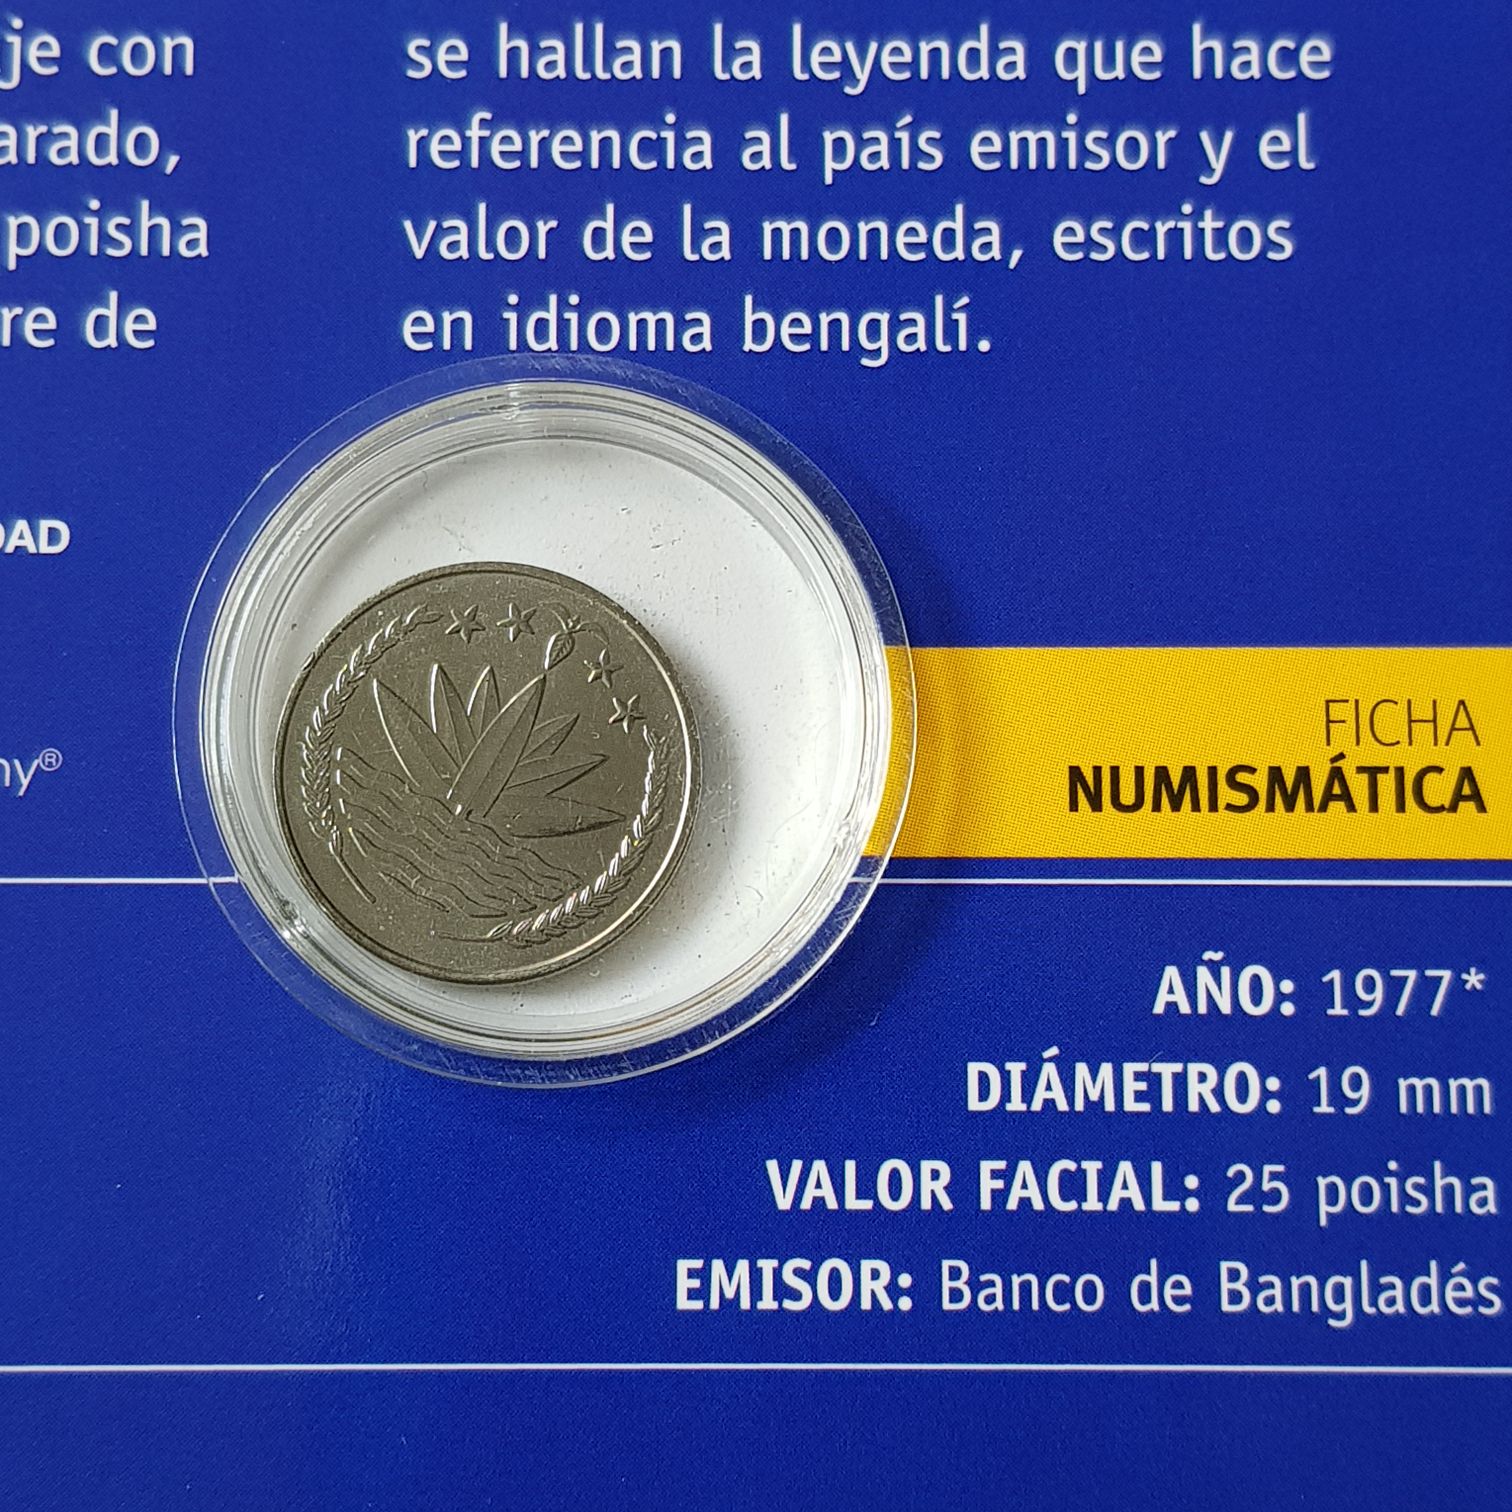 je con
arado,
poisha
re de
se hallan la leyenda que hace
referencia al país emisor y el
valor de la moneda, escritos
en idioma bengalí.
DAD
ny®
FICHA
NUMISMÁTICA
AÑO: 1977*
DIÁMETRO: 19 mm
VALOR FACIAL: 25 poisha
EMISOR: Banco de Bangladés